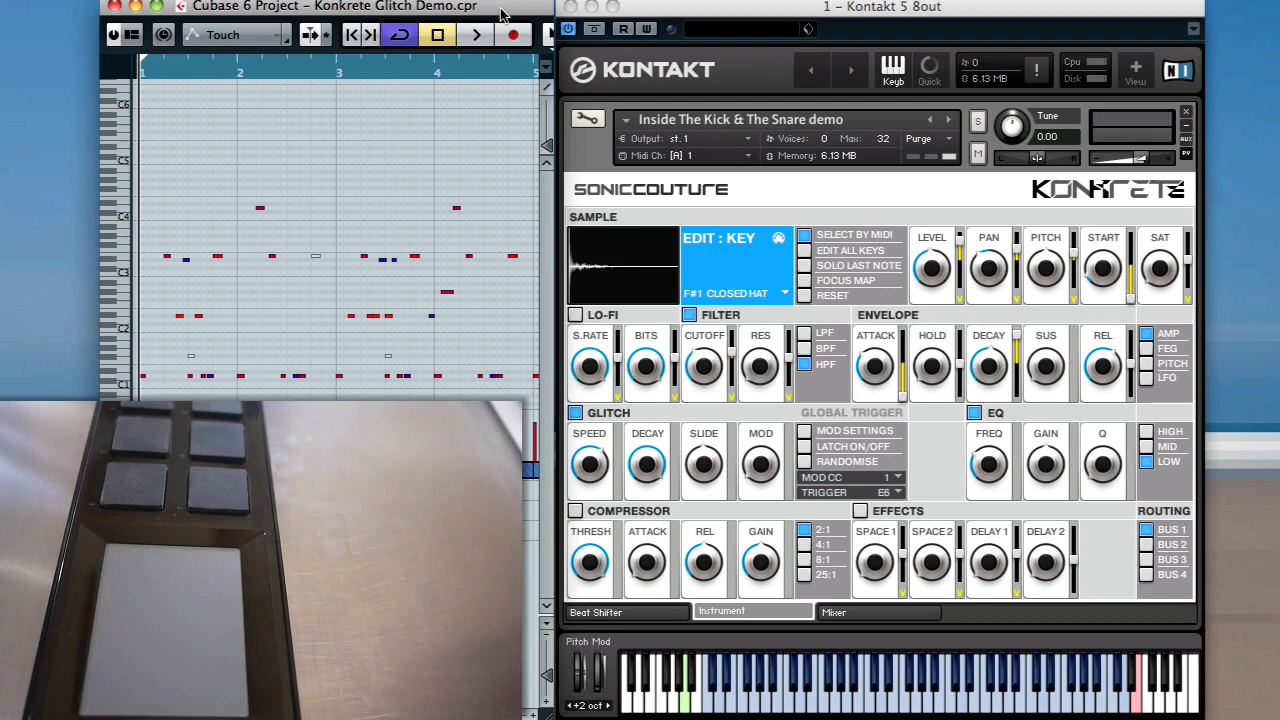 Cubase 6 Project - Konkrete Glitch Demo.cpr
Touch
1 2 3 4 5
C6
C5
C4
C3
C2
C1
1 - Kontakt 5 8out
R W
KONTAKT
Keyb
Quick
0
6.13 MB
!
Cpu
Disk
View
NI
Inside The Kick & The Snare demo
Output: st.1
Voices: 0 Max: 32 Purge
Midi Ch: [A] 1
Memory: 6.13 MB
S
M
Tune
0.00
L R
AUX
PV
SONICCOUTURE
KONKRETE
SAMPLE
EDIT : KEY
F#1 CLOSED HAT
SELECT BY MIDI
EDIT ALL KEYS
SOLO LAST NOTE
FOCUS MAP
RESET
LEVEL PAN PITCH START SAT
LO-FI FILTER ENVELOPE
S.RATE BITS CUTOFF RES
LPF
BPF
HPF
ATTACK HOLD DECAY SUS REL
AMP
FEG
PITCH
LFO
GLITCH GLOBAL TRIGGER EQ
SPEED DECAY SLIDE MOD
MOD SETTINGS
LATCH ON/OFF
RANDOMISE
MOD CC 1
TRIGGER E6
FREQ GAIN Q
HIGH
MID
LOW
COMPRESSOR EFFECTS ROUTING
THRESH ATTACK REL GAIN
2:1
4:1
8:1
25:1
SPACE 1 SPACE 2 DELAY 1 DELAY 2
BUS 1
BUS 2
BUS 3
BUS 4
Beat Shifter Instrument Mixer
Pitch Mod
+2 oct